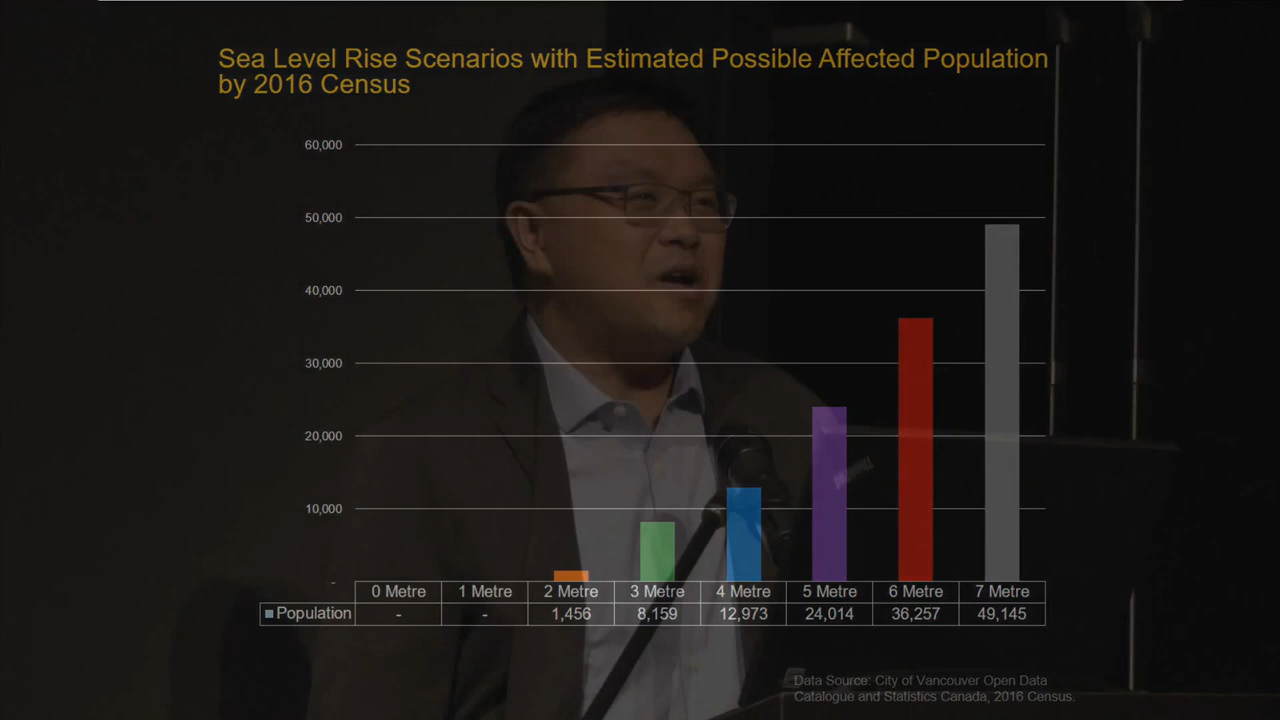 Sea Level Rise Scenarios with Estimated Possible Affected Population
by 2016 Census
60,000
50,000
40,000
30,000
20,000
10,000
-
0 Metre 1 Metre 2 Metre 3 Metre 4 Metre 5 Metre 6 Metre 7 Metre
Population - - 1,456 8,159 12,973 24,014 36,257 49,145
Data Source: City of Vancouver Open Data
Catalogue and Statistics Canada, 2016 Census.